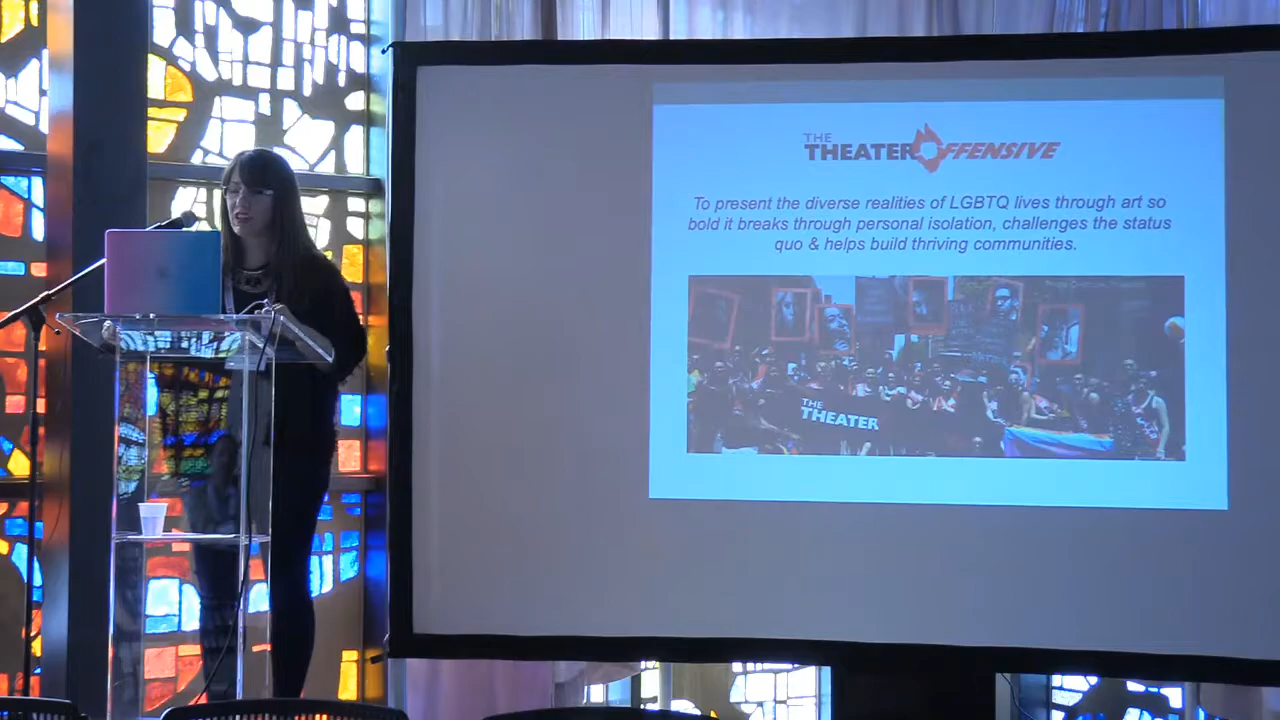 THE
THEATER OFFENSIVE
To present the diverse realities of LGBTQ lives through art so
bold it breaks through personal isolation, challenges the status
quo & helps build thriving communities.
THE
THEATER